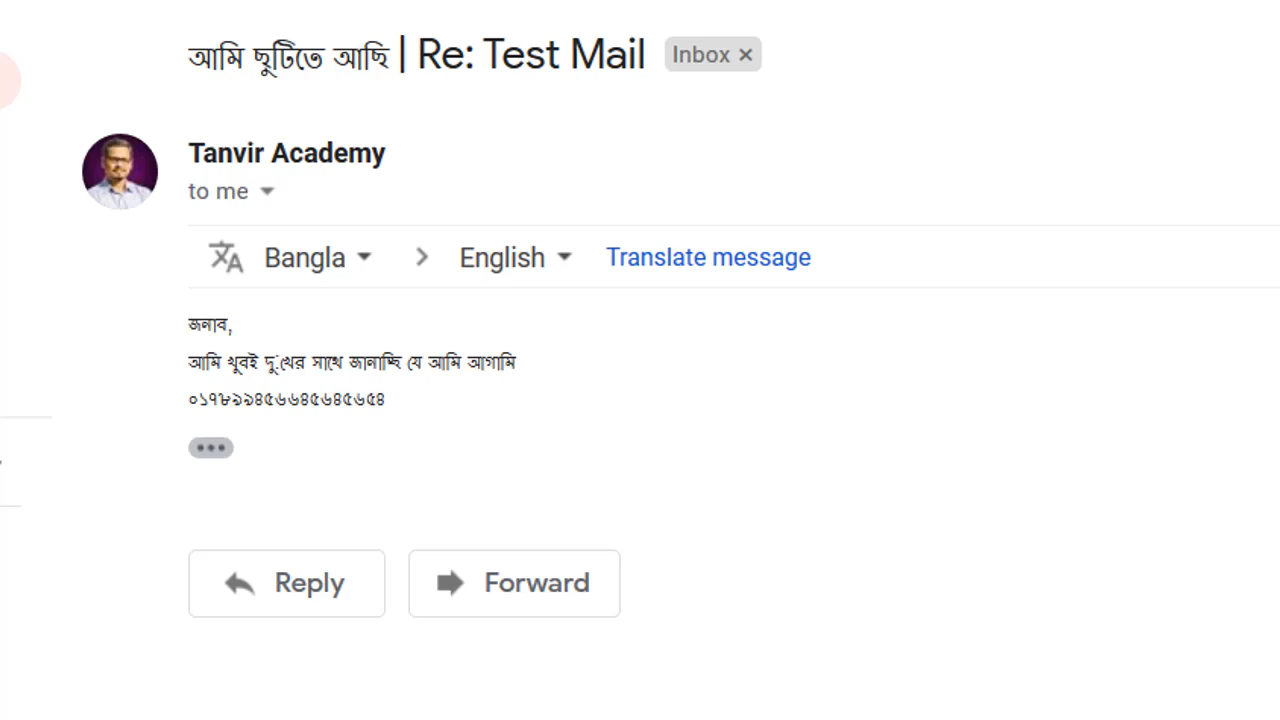 আমি ছুটিতে আছি | Re: Test Mail Inbox ×
Tanvir Academy
to me
Bangla > English Translate message
জনাব,
আমি খুবই দু:খের সাথে জানাচ্ছি যে আমি আগামি
০১৭৮৯৯৪৫৬৬৪৫৬৪৫৬৫৪
Reply Forward